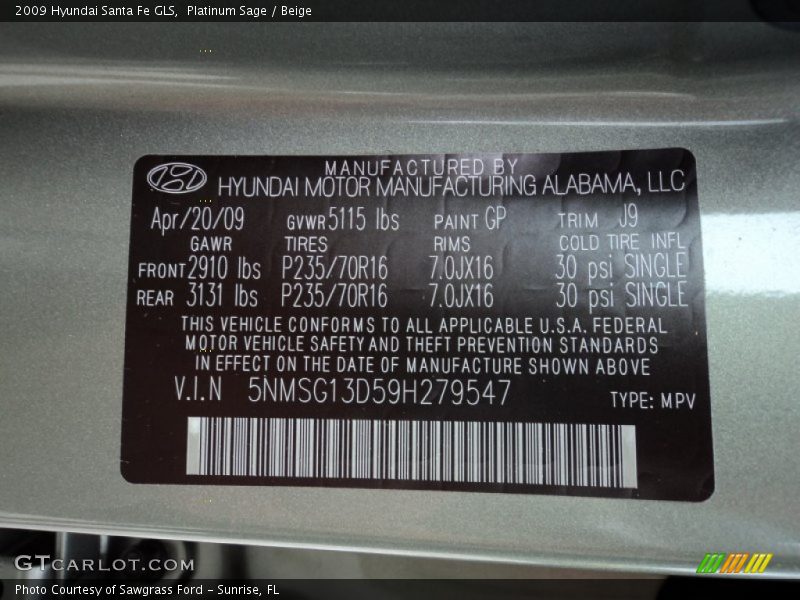 2009 Hyundai Santa Fe GLS, Platinum Sage / Beige
MANUFACTURED BY
HYUNDAI MOTOR MANUFACTURING ALABAMA, LLC
Apr/20/09 GVWR 5115 lbs PAINT GP TRIM J9
GAWR TIRES RIMS COLD TIRE INFL
FRONT 2910 lbs P235/70R16 7.0JX16 30 psi SINGLE
REAR 3131 lbs P235/70R16 7.0JX16 30 psi SINGLE
THIS VEHICLE CONFORMS TO ALL APPLICABLE U.S.A. FEDERAL
MOTOR VEHICLE SAFETY AND THEFT PREVENTION STANDARDS
IN EFFECT ON THE DATE OF MANUFACTURE SHOWN ABOVE
V.I.N 5NMSG13D59H279547 TYPE: MPV
GTCARLOT.COM
Photo Courtesy of Sawgrass Ford - Sunrise, FL